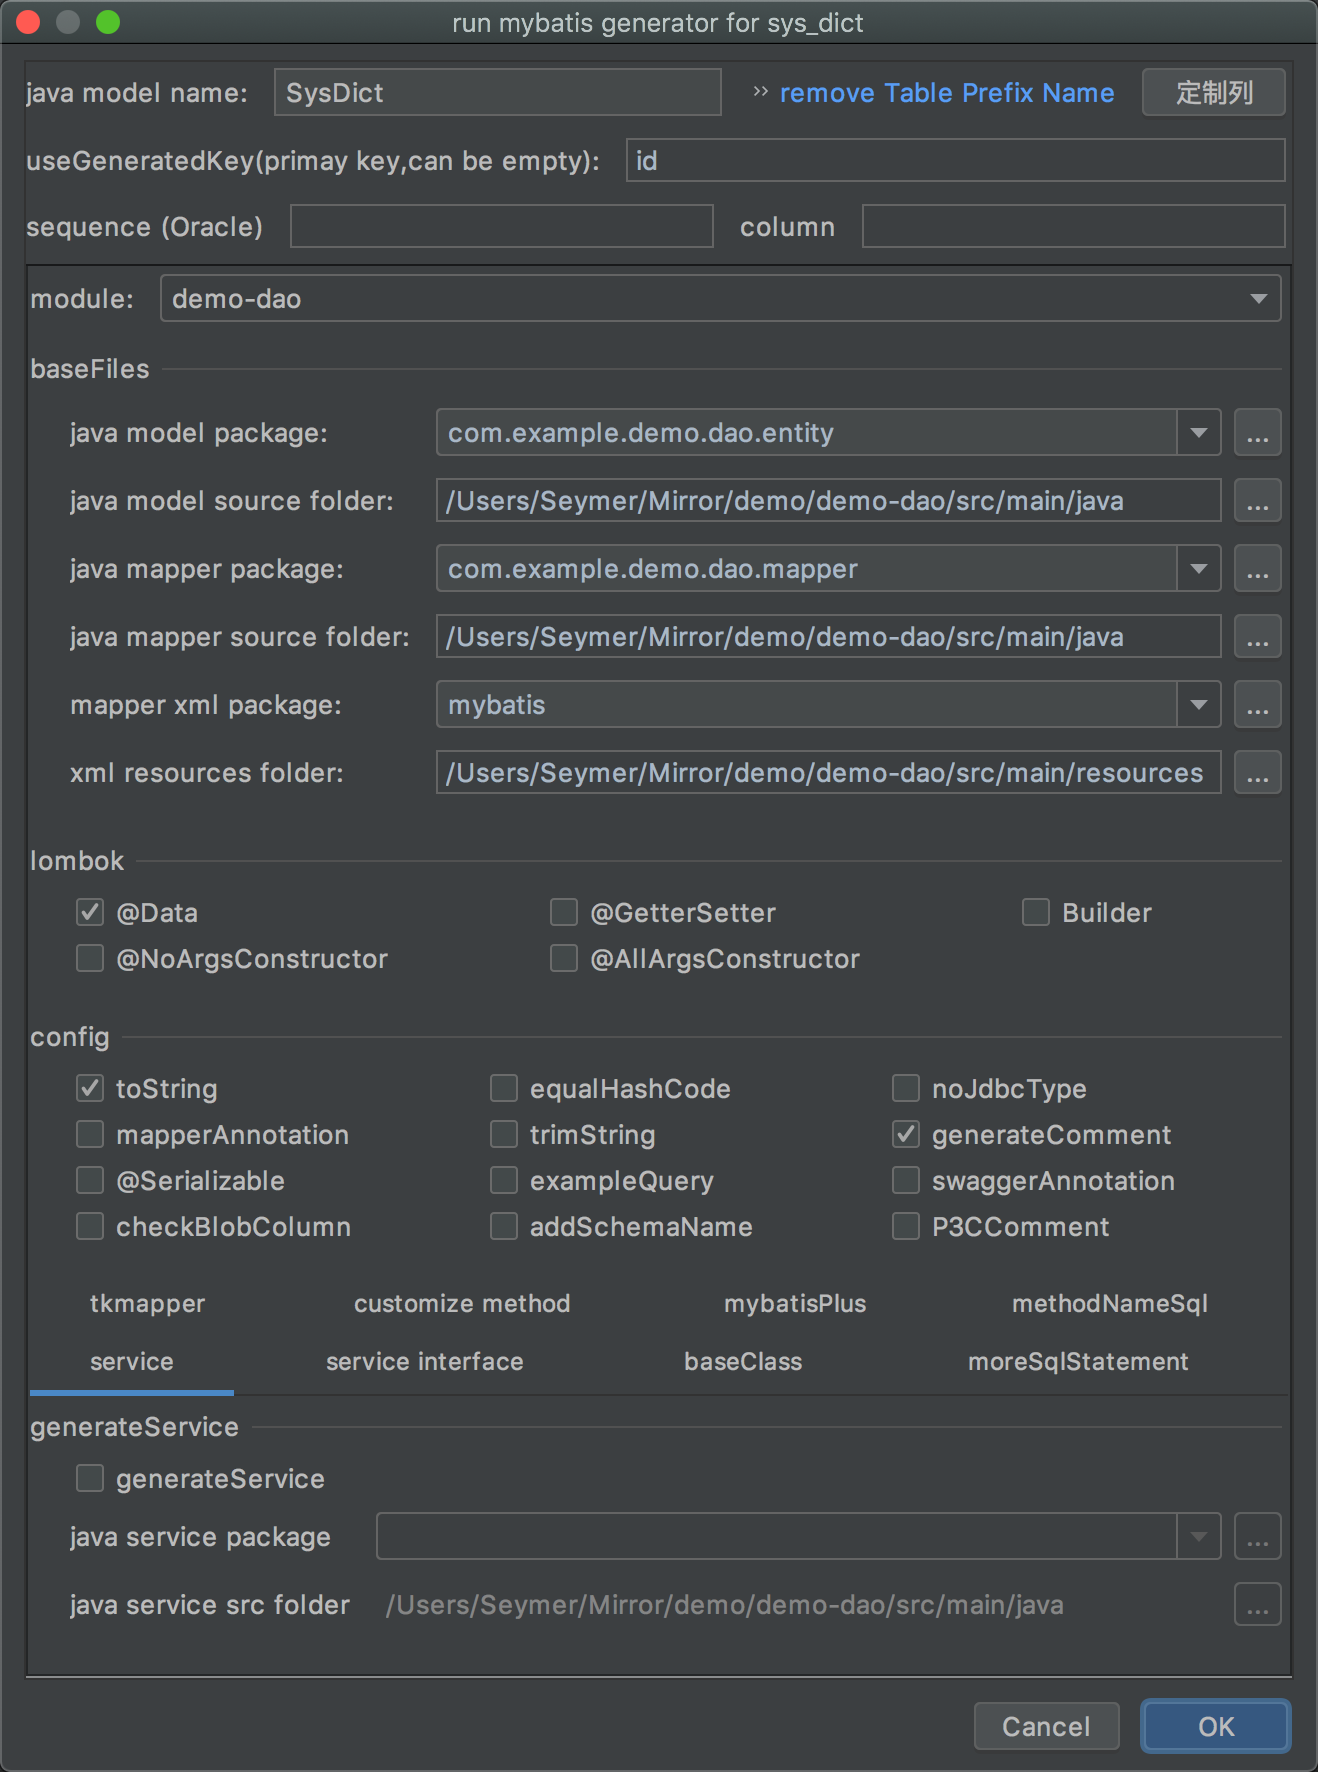 run mybatis generator for sys_dict
java model name: SysDict >> remove Table Prefix Name 定制列
useGeneratedKey(primay key,can be empty): id
sequence (Oracle) column
module: demo-dao
baseFiles
java model package: com.example.demo.dao.entity ...
java model source folder: /Users/Seymer/Mirror/demo/demo-dao/src/main/java ...
java mapper package: com.example.demo.dao.mapper ...
java mapper source folder: /Users/Seymer/Mirror/demo/demo-dao/src/main/java ...
mapper xml package: mybatis ...
xml resources folder: /Users/Seymer/Mirror/demo/demo-dao/src/main/resources ...
lombok
@Data @GetterSetter Builder
@NoArgsConstructor @AllArgsConstructor
config
toString equalHashCode noJdbcType
mapperAnnotation trimString generateComment
@Serializable exampleQuery swaggerAnnotation
checkBlobColumn addSchemaName P3CComment
tkmapper customize method mybatisPlus methodNameSql
service service interface baseClass moreSqlStatement
generateService
generateService
java service package ...
java service src folder /Users/Seymer/Mirror/demo/demo-dao/src/main/java ...
Cancel OK